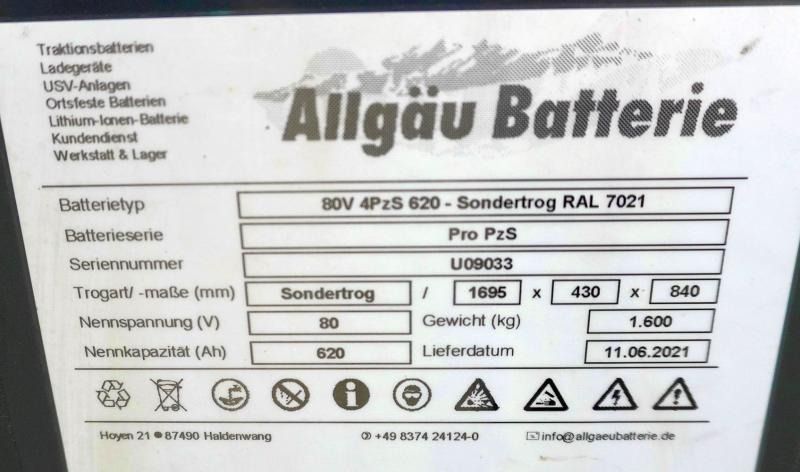 Traktionsbatterien
Ladegeräte
USV-Anlagen
Ortsfeste Batterien
Lithium-Ionen-Batterie
Kundendienst
Werkstatt & Lager
Allgäu Batterie
Batterietyp 80V 4PzS 620 - Sondertrog RAL 7021
Batterieserie Pro PzS
Seriennummer U09033
Trogart/ -maße (mm) Sondertrog / 1695 x 430 x 840
Nennspannung (V) 80 Gewicht (kg) 1.600
Nennkapazität (Ah) 620 Lieferdatum 11.06.2021
Hoyen 21 ● 87490 Haldenwang ✆ +49 8374 24124-0 info@allgaeubatterie.de